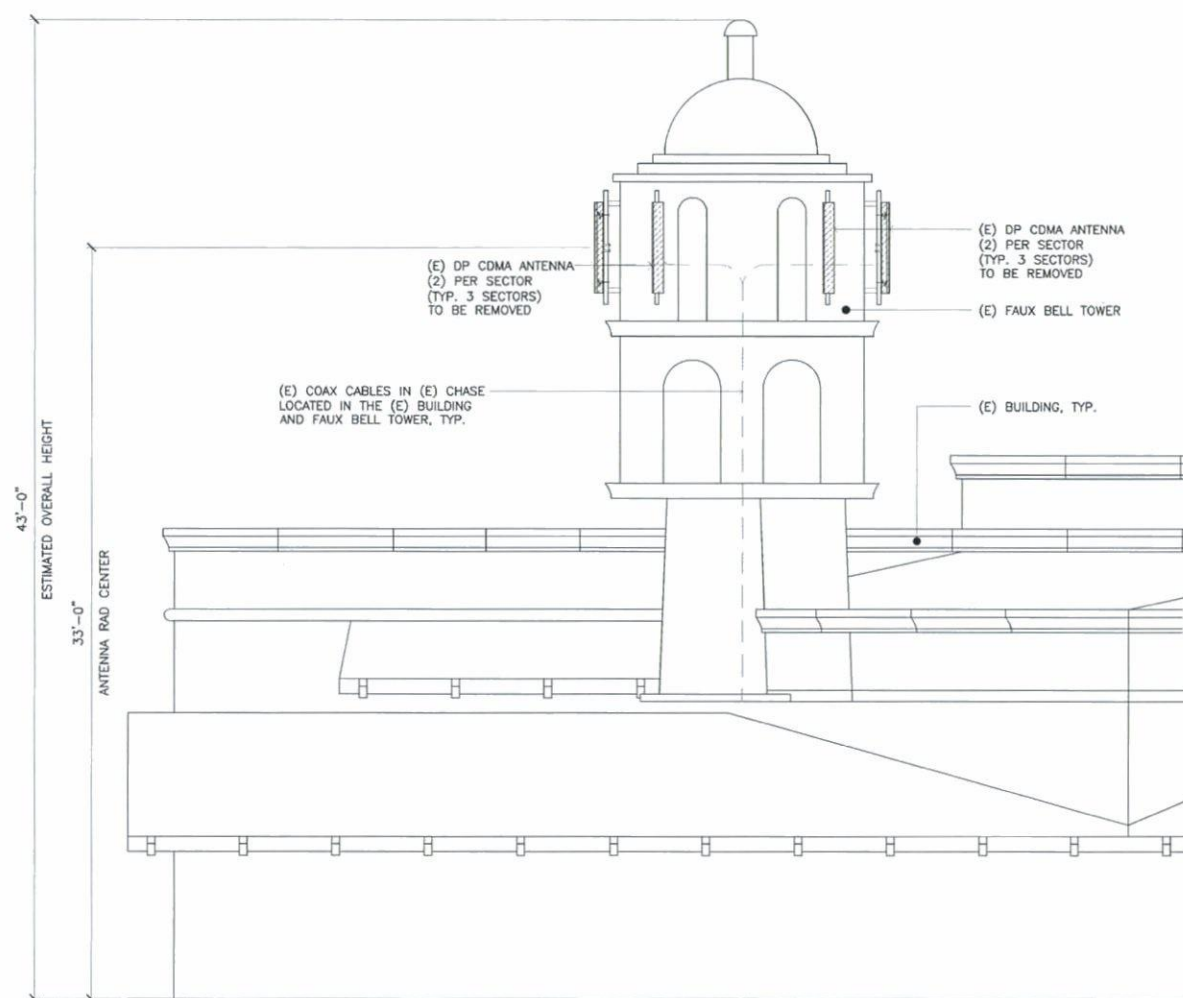 (E) DP CDMA ANTENNA
(2) PER SECTOR
(TYP. 3 SECTORS)
TO BE REMOVED
(E) DP CDMA ANTENNA
(2) PER SECTOR
(TYP. 3 SECTORS)
TO BE REMOVED
(E) FAUX BELL TOWER
(E) COAX CABLES IN (E) CHASE
LOCATED IN THE (E) BUILDING
AND FAUX BELL TOWER, TYP.
(E) BUILDING, TYP.
43'-0"
ESTIMATED OVERALL HEIGHT
33'-0"
ANTENNA RAD CENTER